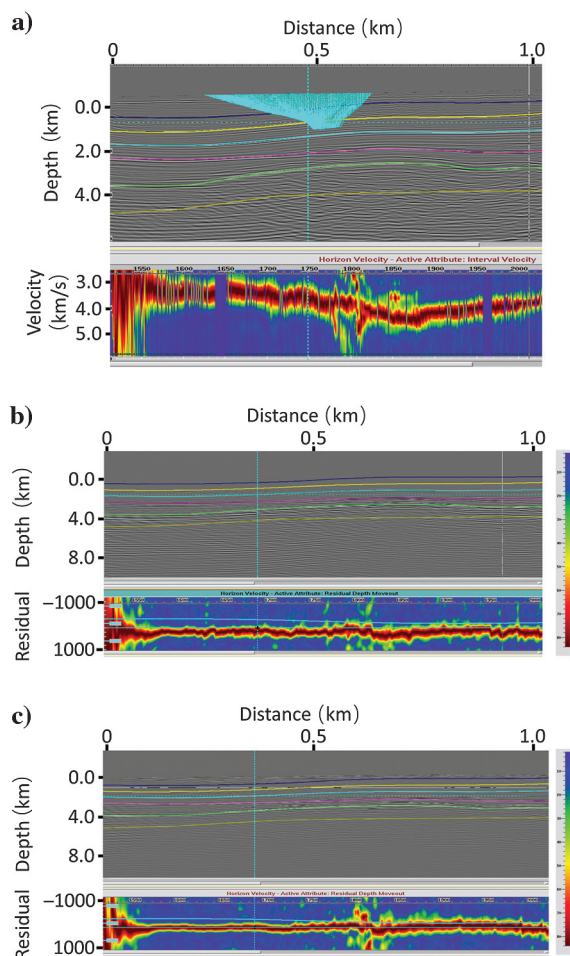 a)
Distance (km)
0 0.5 1.0
Depth (km)
0.0
2.0
4.0
Horizon Velocity - Active Attribute: Interval Velocity
Velocity
(km/s)
3.0
4.0
5.0
1550 1600 1650 1700 1750 1800 1850 1900 1950 2000
b)
Distance (km)
0 0.5 1.0
Depth (km)
0.0
4.0
8.0
Horizon Velocity - Active Attribute: Residual Depth Moveout
Residual
−1000
1000
c)
Distance (km)
0 0.5 1.0
Depth (km)
0.0
4.0
8.0
Horizon Velocity - Active Attribute: Residual Depth Moveout
Residual
−1000
1000